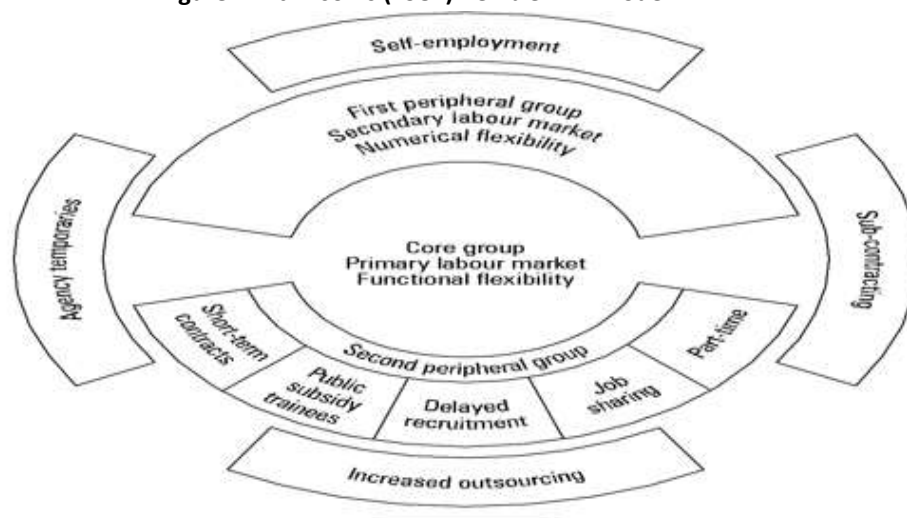 Self-employment
First peripheral group
Secondary labour market
Numerical flexibility
Agency temporaries
Sub-contracting
Core group
Primary labour market
Functional flexibility
Second peripheral group
Short-term
contracts
Public
subsidy
trainees
Delayed
recruitment
Job
sharing
Part-time
Increased outsourcing